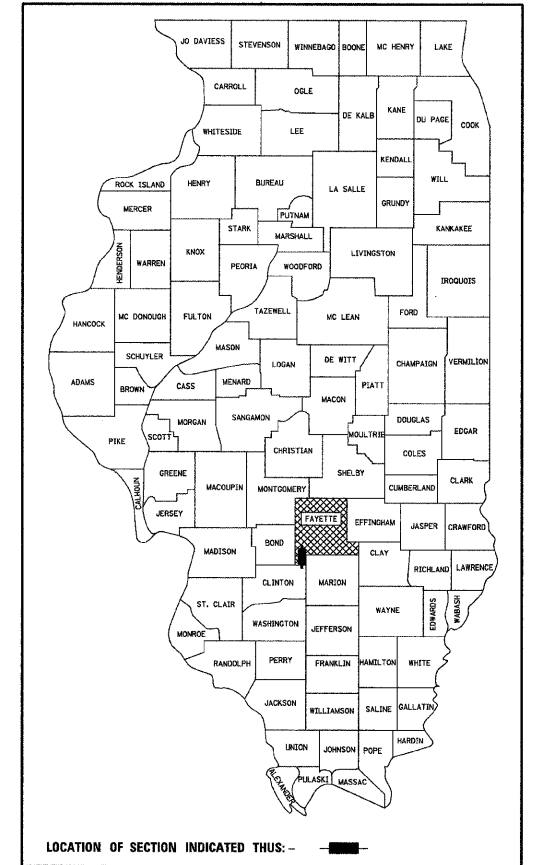 JO DAVIESS STEVENSON WINNEBAGO BOONE MC HENRY LAKE
CARROLL OGLE DE KALB KANE DU PAGE COOK
WHITESIDE LEE
KENDALL WILL
ROCK ISLAND HENRY BUREAU LA SALLE GRUNDY
MERCER PUTNAM
STARK MARSHALL KANKAKEE
HENDERSON WARREN KNOX PEORIA WOODFORD LIVINGSTON IROQUOIS
HANCOCK MC DONOUGH FULTON TAZEWELL MC LEAN FORD
MASON
SCHUYLER LOGAN DE WITT CHAMPAIGN VERMILION
ADAMS BROWN CASS MENARD PIATT
MACON
PIKE SCOTT MORGAN SANGAMON MOULTRIE DOUGLAS EDGAR
CHRISTIAN COLES
CALHOUN GREENE MACOUPIN MONTGOMERY SHELBY CUMBERLAND CLARK
JERSEY FAYETTE EFFINGHAM JASPER CRAWFORD
MADISON BOND CLAY
CLINTON MARION RICHLAND LAWRENCE
ST. CLAIR WAYNE EDWARDS WABASH
WASHINGTON JEFFERSON
MONROE
RANDOLPH PERRY FRANKLIN HAMILTON WHITE
JACKSON WILLIAMSON SALINE GALLATIN
UNION JOHNSON POPE HARDIN
ALEXANDER PULASKI MASSAC
LOCATION OF SECTION INDICATED THUS: –